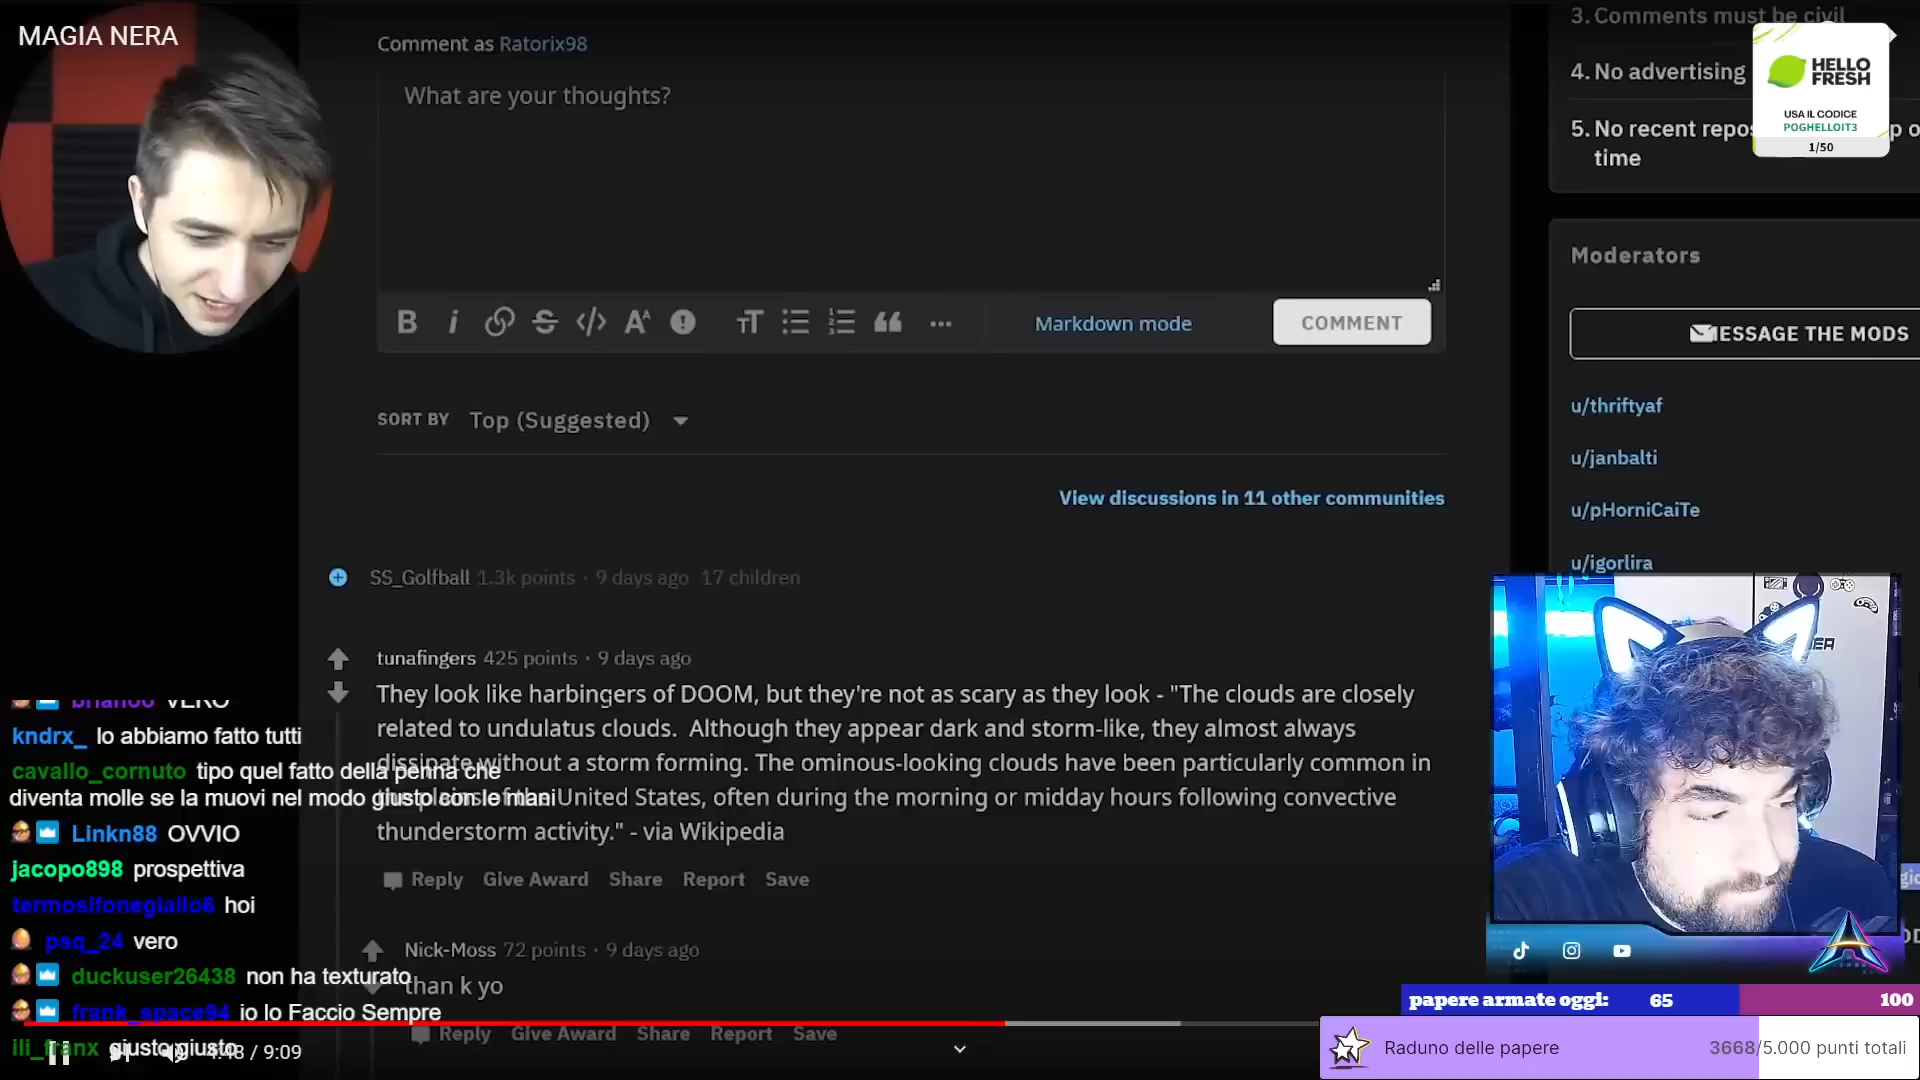 MAGIA NERA
Comment as Ratorix98
What are your thoughts?
Markdown mode
COMMENT
SORT BY Top (Suggested)
View discussions in 11 other communities
SS_Golfball 1.3k points · 9 days ago 17 children
tunafingers 425 points · 9 days ago
They look like harbingers of DOOM, but they're not as scary as they look - "The clouds are closely
related to undulatus clouds. Although they appear dark and storm-like, they almost always
dissipate without a storm forming. The ominous-looking clouds have been particularly common in
the plains of the United States, often during the morning or midday hours following convective
thunderstorm activity." - via Wikipedia
Reply Give Award Share Report Save
Nick-Moss 72 points · 9 days ago
than k yo
Reply Give Award Share Report Save
3. Comments must be civil
4. No advertising
5. No recent
time
HELLO
FRESH
USA IL CODICE
POGHELLOIT3
1/50
Moderators
MESSAGE THE MODS
u/thriftyaf
u/janbalti
u/pHorniCaiTe
u/igorlira
VERO
kndrx_ lo abbiamo fatto tutti
cavallo_cornuto tipo quel fatto della penna che
diventa molle se la muovi nel modo giusto con le mani
Linkn88 OVVIO
jacopo898 prospettiva
termosifonegiallo6 hoi
psq_24 vero
duckuser26438 non ha texturato
frank_space94 io lo Faccio Sempre
ili_franx giusto giusto
4:48 / 9:09
papere armate oggi: 65 100
Raduno delle papere 3668/5.000 punti totali